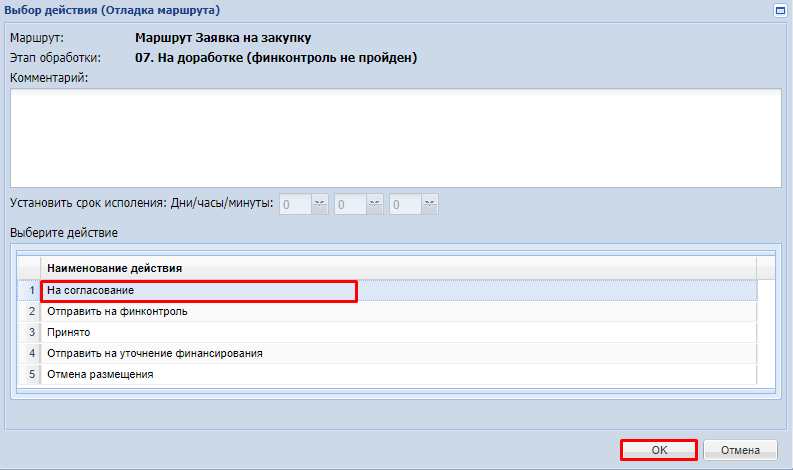 Выбор действия (Отладка маршрута)
Маршрут: Маршрут Заявка на закупку
Этап обработки: 07. На доработке (финконтроль не пройден)
Комментарий:
Установить срок исполения: Дни/часы/минуты: 0 0 0
Выберите действие
Наименование действия
1 На согласование
2 Отправить на финконтроль
3 Принято
4 Отправить на уточнение финансирования
5 Отмена размещения
OK Отмена